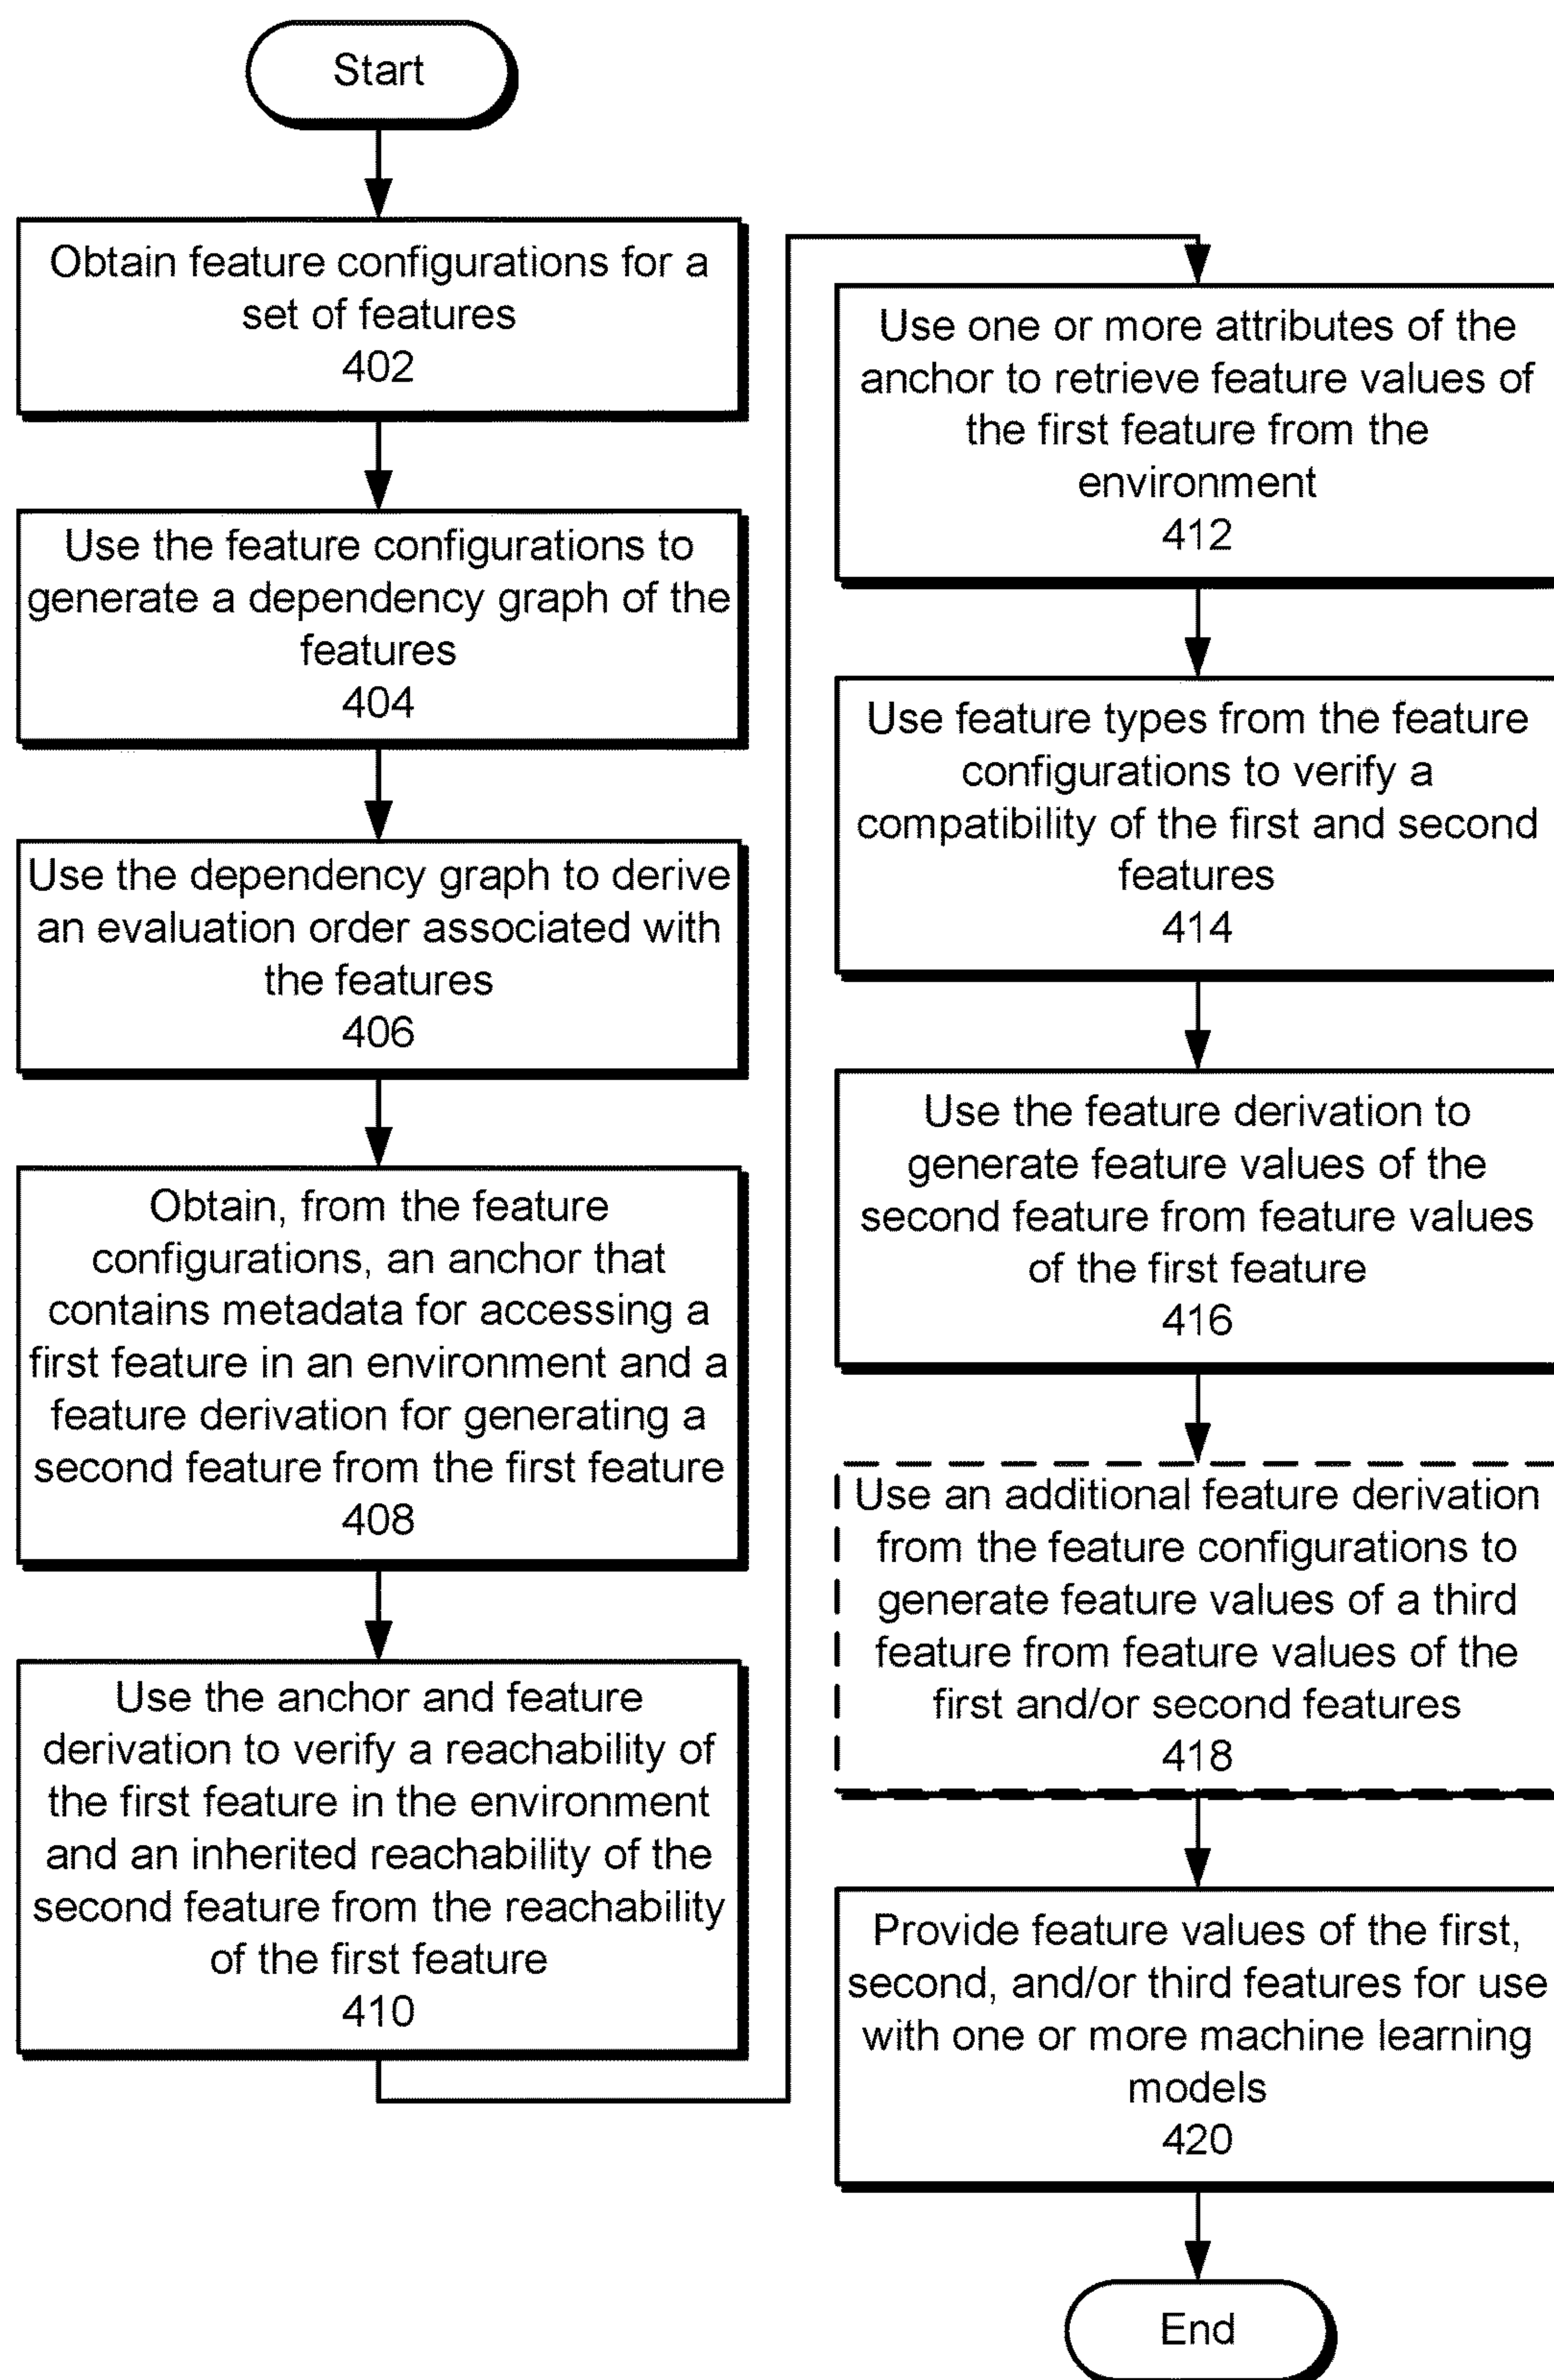 Start
Obtain feature configurations for a
set of features
402
Use the feature configurations to
generate a dependency graph of the
features
404
Use the dependency graph to derive
an evaluation order associated with
the features
406
Obtain, from the feature
configurations, an anchor that
contains metadata for accessing a
first feature in an environment and a
feature derivation for generating a
second feature from the first feature
408
Use the anchor and feature
derivation to verify a reachability of
the first feature in the environment
and an inherited reachability of the
second feature from the reachability
of the first feature
410
Use one or more attributes of the
anchor to retrieve feature values of
the first feature from the
environment
412
Use feature types from the feature
configurations to verify a
compatibility of the first and second
features
414
Use the feature derivation to
generate feature values of the
second feature from feature values
of the first feature
416
Use an additional feature derivation
from the feature configurations to
generate feature values of a third
feature from feature values of the
first and/or second features
418
Provide feature values of the first,
second, and/or third features for use
with one or more machine learning
models
420
End